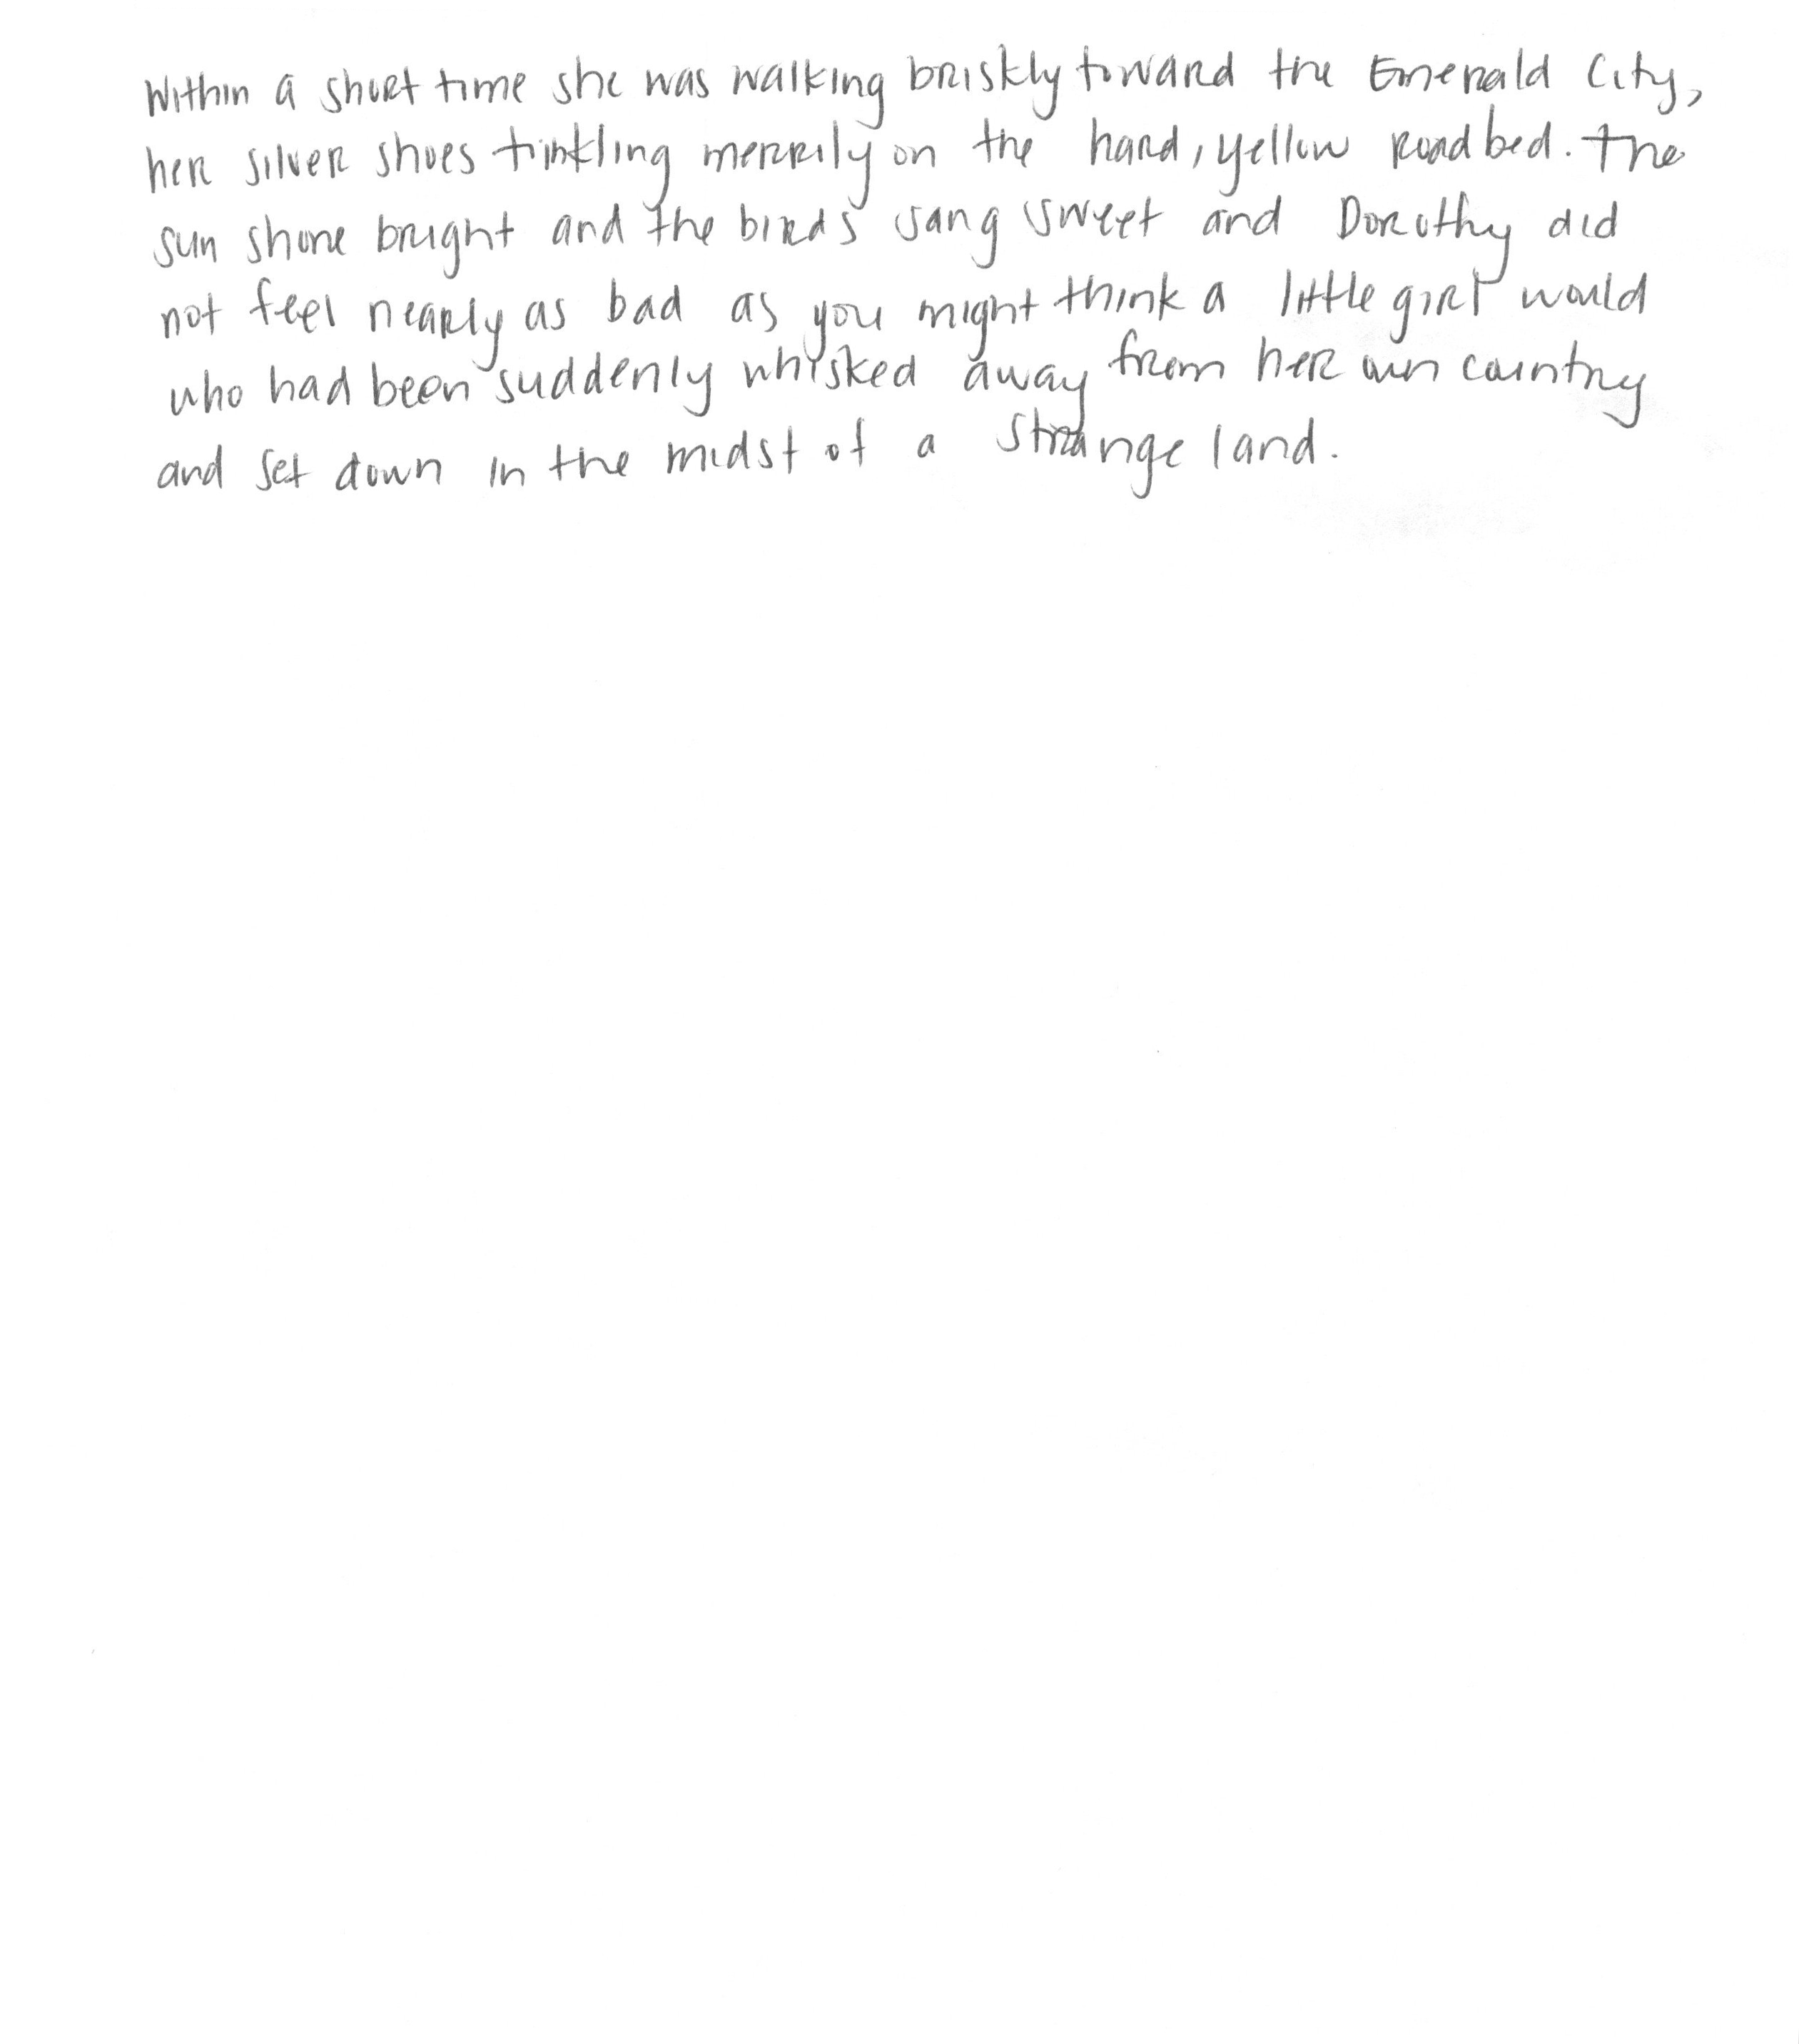 Within a short time she was walking briskly toward the Emerald City,
her silver shoes tinkling merrily on the hard, yellow roadbed. The
sun shone bright and the birds sang sweet and Dorothy did
not feel nearly as bad as you might think a little girl would
who had been suddenly whisked away from her own country
and set down in the midst of a strange land.